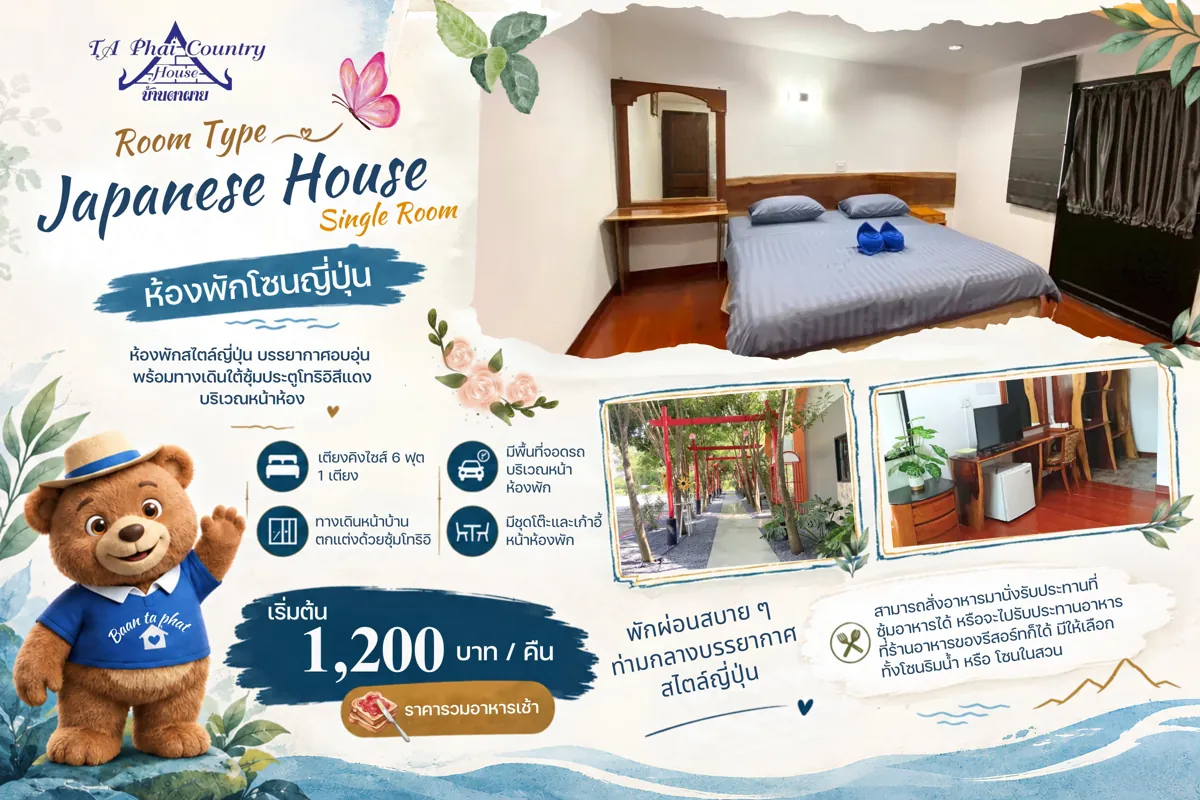 TA Phai Country
House
บ้านตาผาย
Room Type
Japanese House
Single Room
ห้องพักโซนญี่ปุ่น
ห้องพักสไตล์ญี่ปุ่น บรรยากาศอบอุ่น
พร้อมทางเดินใต้ซุ้มประตูโทริอิสีแดง
บริเวณหน้าห้อง
เตียงคิงไซส์ 6 ฟุต
1 เตียง
มีพื้นที่จอดรถ
บริเวณหน้า
ห้องพัก
ทางเดินหน้าบ้าน
ตกแต่งด้วยซุ้มโทริอิ
มีชุดโต๊ะและเก้าอี้
หน้าห้องพัก
Baan ta phai
เริ่มต้น
1,200 บาท / คืน
ราคารวมอาหารเช้า
พักผ่อนสบาย ๆ
ท่ามกลางบรรยากาศ
สไตล์ญี่ปุ่น
สามารถสั่งอาหารมานั่งรับประทานที่
ซุ้มอาหารได้ หรือจะไปรับประทานอาหาร
ที่ร้านอาหารของรีสอร์ทก็ได้ มีให้เลือก
ทั้งโซนริมน้ำ หรือ โซนในสวน